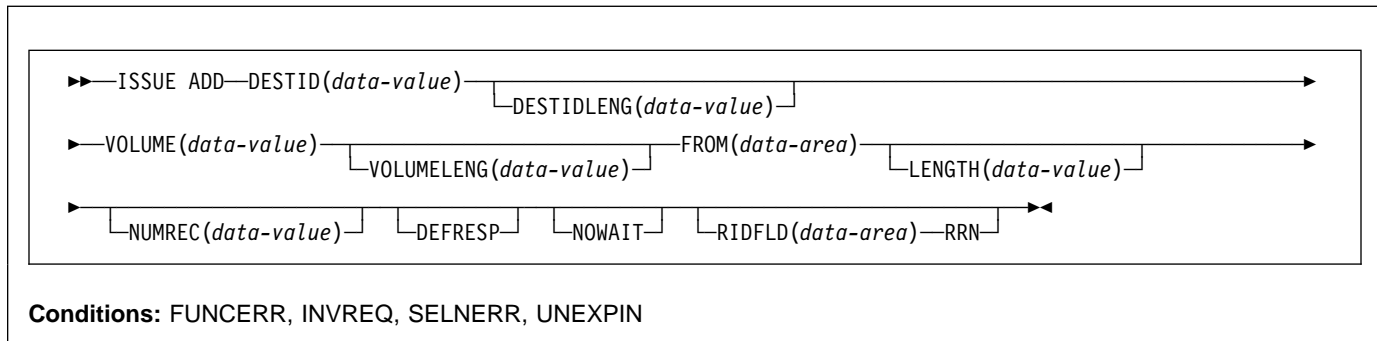 ISSUE ADD DESTID(data-value)
DESTIDLENG(data-value)
VOLUME(data-value) FROM(data-area)
VOLUMELENG(data-value) LENGTH(data-value)
NUMREC(data-value) DEFRESP NOWAIT RIDFLD(data-area) RRN
Conditions: FUNCERR, INVREQ, SELNERR, UNEXPIN